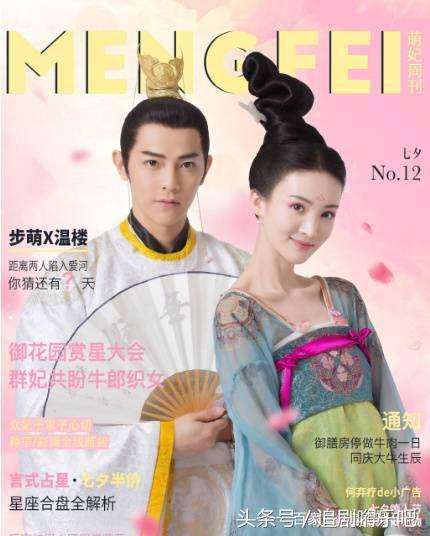 MENGFEI
萌妃周刊
七夕
No.12
步萌X温楼
距离两人陷入爱河
你猜还有? 天
御花园赏星大会
群妃共盼牛郎织女
言式占星·七夕半价
星座合盘全解析
通知
御膳房停做牛肉一日
同庆大牛生辰
何弃疗de小广告
头条号/追剧嗨乐吧